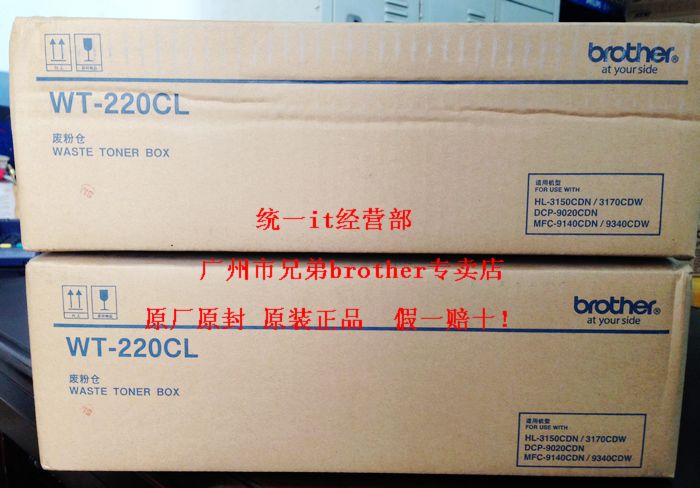 brother
at your side
WT-220CL
废粉仓
WASTE TONER BOX
适用机型
FOR USE WITH
HL-3150CDN / 3170CDW
DCP-9020CDN
MFC-9140CDN / 9340CDW
统一it经营部
广州市兄弟brother专卖店
原厂原封 原装正品 假一赔十!
brother
at your side
WT-220CL
废粉仓
WASTE TONER BOX
适用机型
FOR USE WITH
HL-3150CDN / 3170CDW
DCP-9020CDN
MFC-9140CDN / 9340CDW